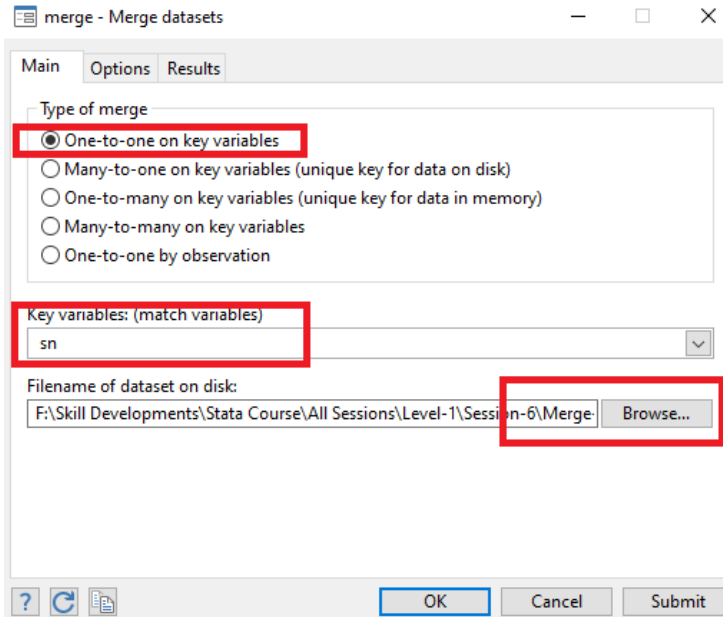 merge - Merge datasets
Main Options Results
Type of merge
One-to-one on key variables
Many-to-one on key variables (unique key for data on disk)
One-to-many on key variables (unique key for data in memory)
Many-to-many on key variables
One-to-one by observation
Key variables: (match variables)
sn
Filename of dataset on disk:
F:\Skill Developments\Stata Course\All Sessions\Level-1\Session-6\Merge- Browse...
? OK Cancel Submit